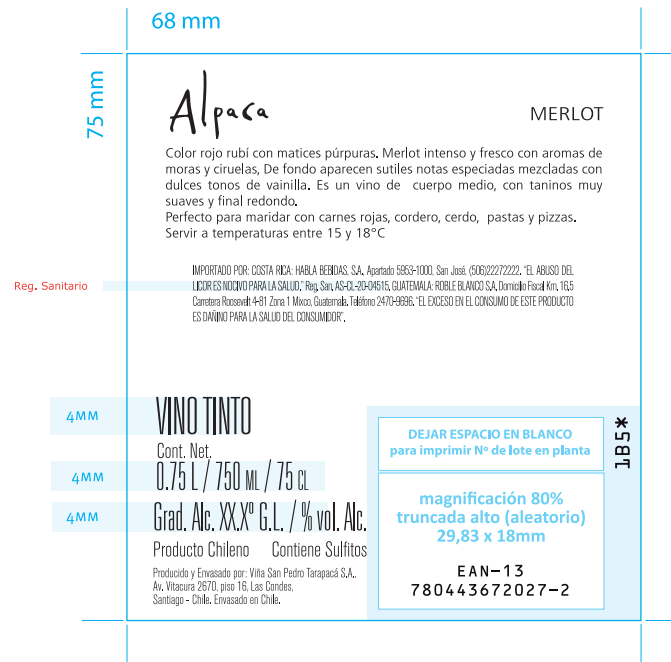 68 mm
75 mm
Alpaca
MERLOT
Color rojo rubí con matices púrpuras. Merlot intenso y fresco con aromas de
moras y ciruelas, De fondo aparecen sutiles notas especiadas mezcladas con
dulces tonos de vainilla. Es un vino de cuerpo medio, con taninos muy
suaves y final redondo.
Perfecto para maridar con carnes rojas, cordero, cerdo, pastas y pizzas.
Servir a temperaturas entre 15 y 18°C
IMPORTADO POR: COSTA RICA: HABLA BEBIDAS, S.A. Apartado 5953-1000, San José, (506)22272222. "EL ABUSO DEL
Reg. Sanitario
LICOR ES NOCIVO PARA LA SALUD." Reg. San. AS-CL-20-04515. GUATEMALA: ROBLE BLANCO S.A. Domicilio Fiscal Km. 16.5
Carretera Roosevelt 4-81 Zona 1 Mixco, Guatemala. Teléfono 2470-9696. "EL EXCESO EN EL CONSUMO DE ESTE PRODUCTO
ES DAÑINO PARA LA SALUD DEL CONSUMIDOR".
4MM
VINO TINTO
Cont. Net.
4MM
0.75 L / 750 ML / 75 CL
4MM
Grad. Alc. XX.Xº G.L. / % vol. Alc.
Producto Chileno Contiene Sulfitos
Producido y Envasado por: Viña San Pedro Tarapacá S.A..
Av. Vitacura 2670, piso 16, Las Condes,
Santiago - Chile. Envasado en Chile.
DEJAR ESPACIO EN BLANCO
para imprimir Nº de lote en planta
1B5*
magnificación 80%
truncada alto (aleatorio)
29,83 x 18mm
EAN-13
780443672027-2